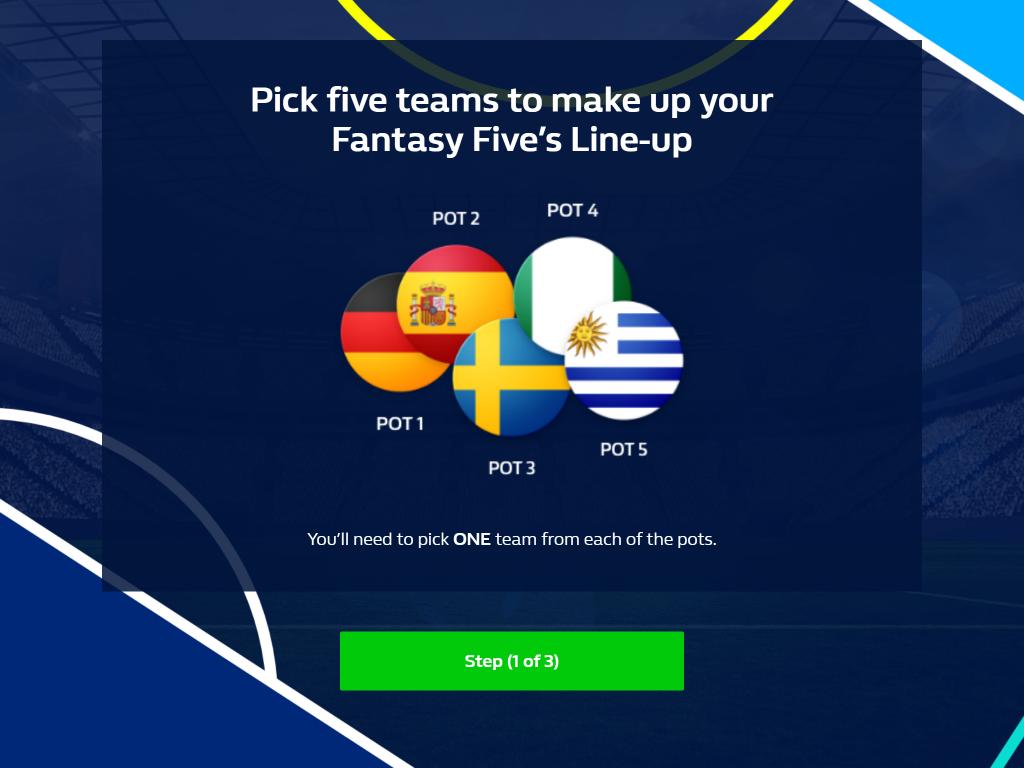 Pick five teams to make up your
Fantasy Five’s Line-up
POT 2
POT 4
POT 1
POT 5
POT 3
You’ll need to pick ONE team from each of the pots.
Step (1 of 3)